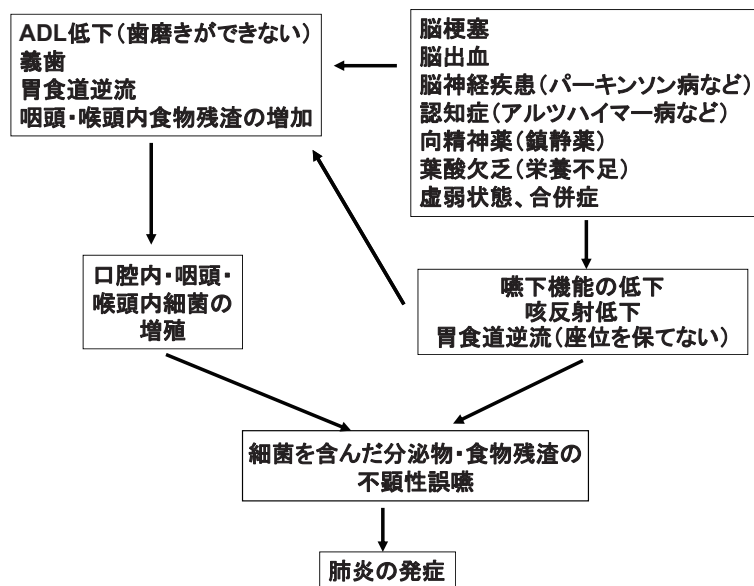 ADL低下（歯磨きができない）
義歯
胃食道逆流
咽頭・喉頭内食物残渣の増加
脳梗塞
脳出血
脳神経疾患（パーキンソン病など）
認知症（アルツハイマー病など）
向精神薬（鎮静薬）
葉酸欠乏（栄養不足）
虚弱状態、合併症
口腔内・咽頭・
喉頭内細菌の
増殖
嚥下機能の低下
咳反射低下
胃食道逆流（座位を保てない）
細菌を含んだ分泌物・食物残渣の
不顕性誤嚥
肺炎の発症